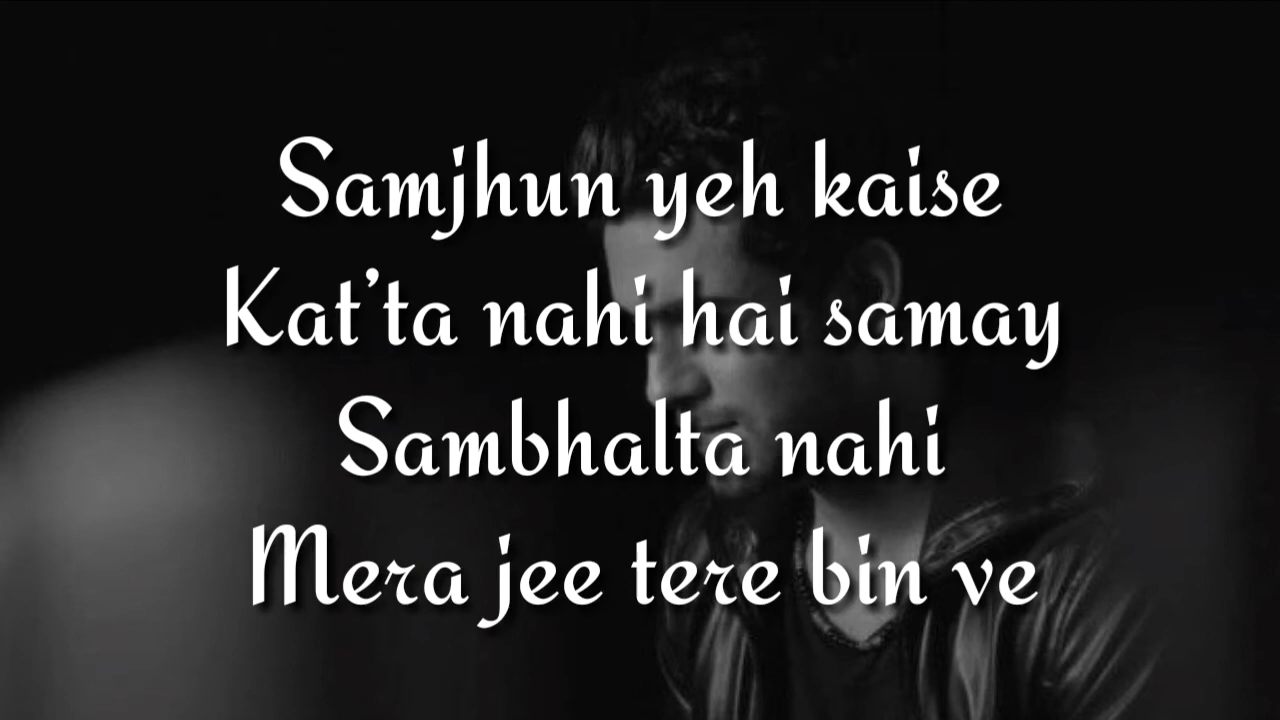 Samjhun yeh kaise
Kat'ta nahi hai samay
Sambhalta nahi
Mera jee tere bin ve